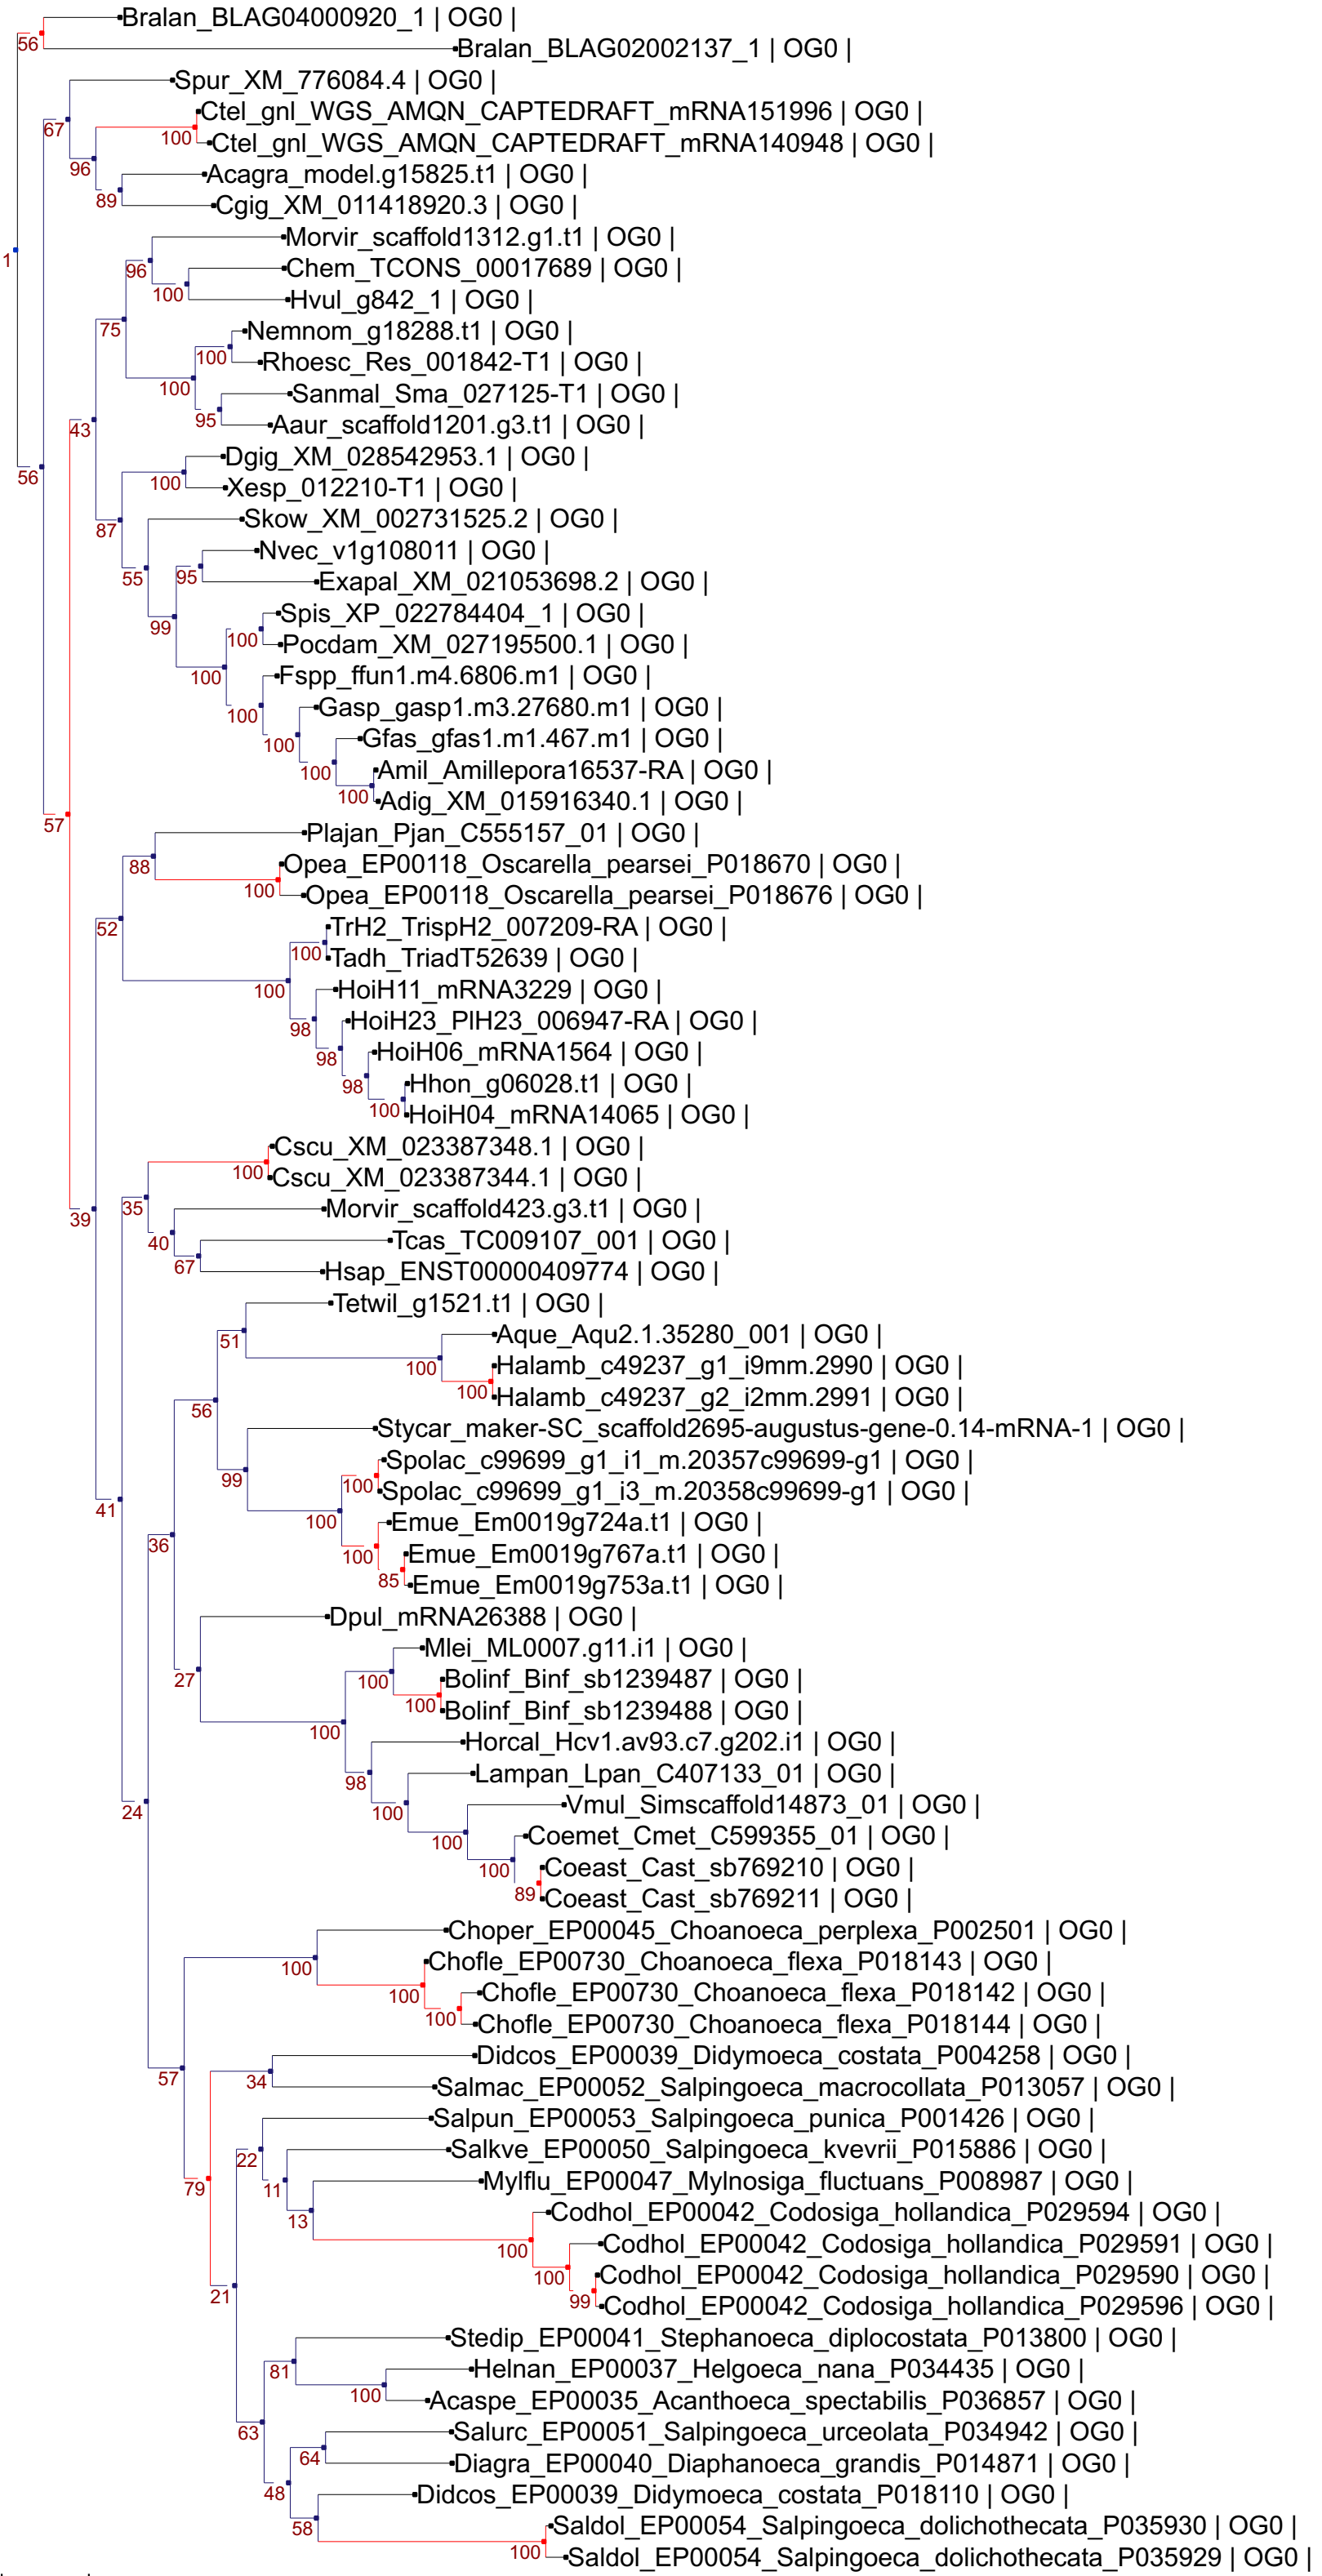 Bralan_BLAG04000920_1 | OG0 |
56
Bralan_BLAG02002137_1 | OG0 |
Spur_XM_776084.4 | OG0 |
Ctel_gnl_WGS_AMQN_CAPTEDRAFT_mRNA151996 | OG0 |
67
100
Ctel_gnl_WGS_AMQN_CAPTEDRAFT_mRNA140948 | OG0 |
96
Acagra_model.g15825.t1 | OG0 |
89
Cgig_XM_011418920.3 | OG0 |
Morvir_scaffold1312.g1.t1 | OG0 |
1
96
Chem_TCONS_00017689 | OG0 |
100
Hvul_g842_1 | OG0 |
75
Nemnom_g18288.t1 | OG0 |
100
Rhoesc_Res_001842-T1 | OG0 |
100
Sanmal_Sma_027125-T1 | OG0 |
95
Aaur_scaffold1201.g3.t1 | OG0 |
43
Dgig_XM_028542953.1 | OG0 |
56
100
Xesp_012210-T1 | OG0 |
Skow_XM_002731525.2 | OG0 |
87
Nvec_v1g108011 | OG0 |
55
95
Exapal_XM_021053698.2 | OG0 |
Spis_XP_022784404_1 | OG0 |
99
100
Pocdam_XM_027195500.1 | OG0 |
100
Fspp_ffun1.m4.6806.m1 | OG0 |
Gasp_gasp1.m3.27680.m1 | OG0 |
100
Gfas_gfas1.m1.467.m1 | OG0 |
100
Amil_Amillepora16537-RA | OG0 |
100
100
Adig_XM_015916340.1 | OG0 |
57
Plajan_Pjan_C555157_01 | OG0 |
88
Opea_EP00118_Oscarella_pearsei_P018670 | OG0 |
100
Opea_EP00118_Oscarella_pearsei_P018676 | OG0 |
52
TrH2_TrispH2_007209-RA | OG0 |
100
Tadh_TriadT52639 | OG0 |
100
HoiH11_mRNA3229 | OG0 |
98
HoiH23_PlH23_006947-RA | OG0 |
98
HoiH06_mRNA1564 | OG0 |
98
Hhon_g06028.t1 | OG0 |
100
HoiH04_mRNA14065 | OG0 |
Cscu_XM_023387348.1 | OG0 |
100
Cscu_XM_023387344.1 | OG0 |
35
39
Morvir_scaffold423.g3.t1 | OG0 |
40
Tcas_TC009107_001 | OG0 |
67
Hsap_ENST00000409774 | OG0 |
Tetwil_g1521.t1 | OG0 |
51
Aque_Aqu2.1.35280_001 | OG0 |
100
Halamb_c49237_g1_i9mm.2990 | OG0 |
100
Halamb_c49237_g2_i2mm.2991 | OG0 |
56
Stycar_maker-SC_scaffold2695-augustus-gene-0.14-mRNA-1 | OG0 |
Spolac_c99699_g1_i1_m.20357c99699-g1 | OG0 |
99
100
Spolac_c99699_g1_i3_m.20358c99699-g1 | OG0 |
41
100
Emue_Em0019g724a.t1 | OG0 |
36
100
Emue_Em0019g767a.t1 | OG0 |
85
Emue_Em0019g753a.t1 | OG0 |
Dpul_mRNA26388 | OG0 |
Mlei_ML0007.g11.i1 | OG0 |
27
100
Bolinf_Binf_sb1239487 | OG0 |
100
Bolinf_Binf_sb1239488 | OG0 |
100
Horcal_Hcv1.av93.c7.g202.i1 | OG0 |
98
Lampan_Lpan_C407133_01 | OG0 |
24
100
Vmul_Simscaffold14873_01 | OG0 |
100
Coemet_Cmet_C599355_01 | OG0 |
100
Coeast_Cast_sb769210 | OG0 |
89
Coeast_Cast_sb769211 | OG0 |
Choper_EP00045_Choanoeca_perplexa_P002501 | OG0 |
100
Chofle_EP00730_Choanoeca_flexa_P018143 | OG0 |
100
Chofle_EP00730_Choanoeca_flexa_P018142 | OG0 |
100
Chofle_EP00730_Choanoeca_flexa_P018144 | OG0 |
Didcos_EP00039_Didymoeca_costata_P004258 | OG0 |
57
34
Salmac_EP00052_Salpingoeca_macrocollata_P013057 | OG0 |
Salpun_EP00053_Salpingoeca_punica_P001426 | OG0 |
22
Salkve_EP00050_Salpingoeca_kvevrii_P015886 | OG0 |
79
11
Mylflu_EP00047_Mylnosiga_fluctuans_P008987 | OG0 |
13
Codhol_EP00042_Codosiga_hollandica_P029594 | OG0 |
100
Codhol_EP00042_Codosiga_hollandica_P029591 | OG0 |
100
Codhol_EP00042_Codosiga_hollandica_P029590 | OG0 |
21
99
Codhol_EP00042_Codosiga_hollandica_P029596 | OG0 |
Stedip_EP00041_Stephanoeca_diplocostata_P013800 | OG0 |
81
Helnan_EP00037_Helgoeca_nana_P034435 | OG0 |
100
Acaspe_EP00035_Acanthoeca_spectabilis_P036857 | OG0 |
63
Salurc_EP00051_Salpingoeca_urceolata_P034942 | OG0 |
64
Diagra_EP00040_Diaphanoeca_grandis_P014871 | OG0 |
48
Didcos_EP00039_Didymoeca_costata_P018110 | OG0 |
58
Saldol_EP00054_Salpingoeca_dolichothecata_P035930 | OG0 |
100
Saldol_EP00054_Salpingoeca_dolichothecata_P035929 | OG0 |